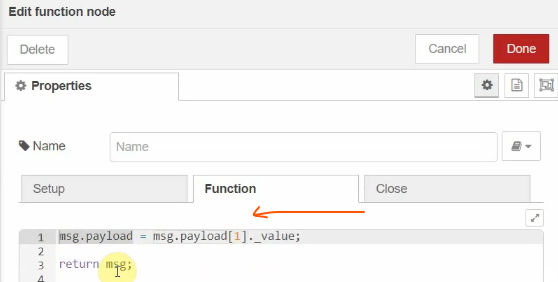 Edit function node
Delete
Cancel
Done
Properties
Name
Name
Setup
Function
Close
1 msg.payload = msg.payload[1]._value;
2
3 return msg;
4